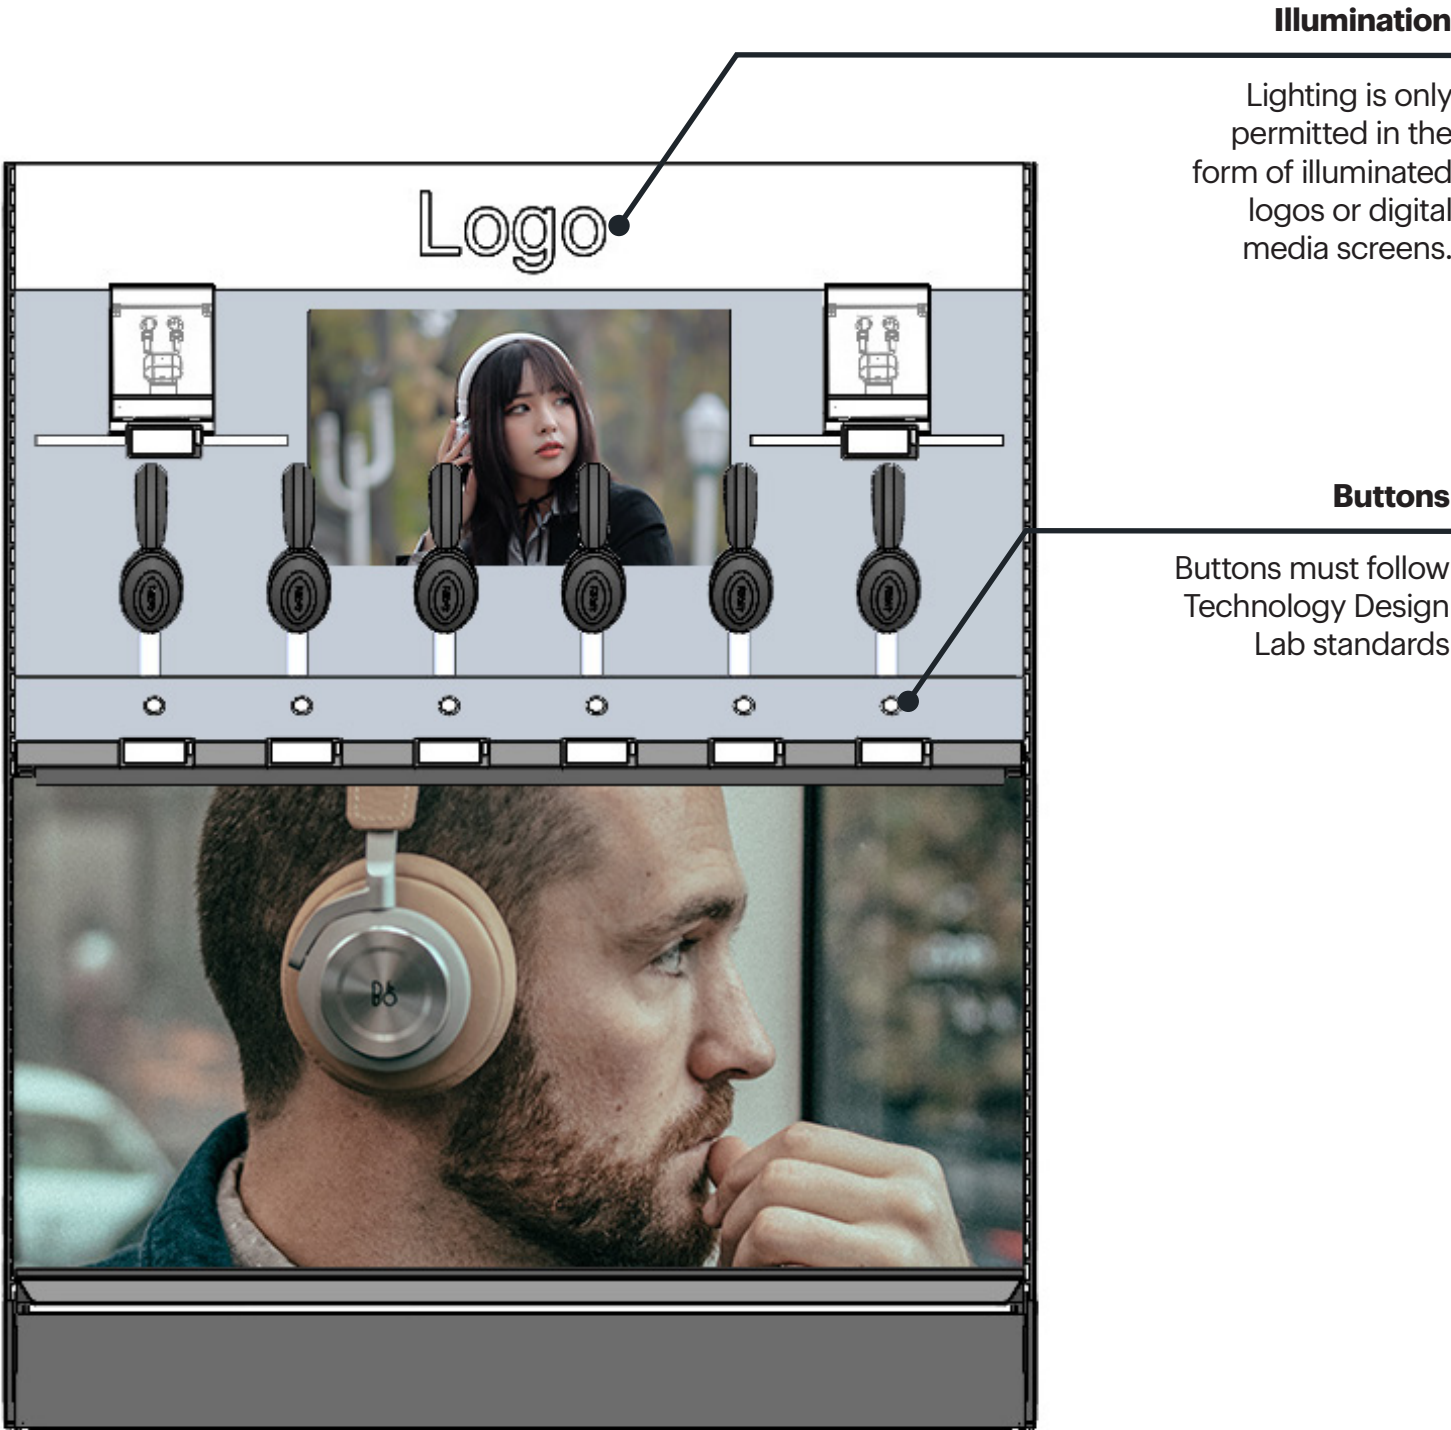 Illumination
Lighting is only
permitted in the
form of illuminated
logos or digital
media screens.
Logo
Buttons
Buttons must follow
Technology Design
Lab standards
B&O